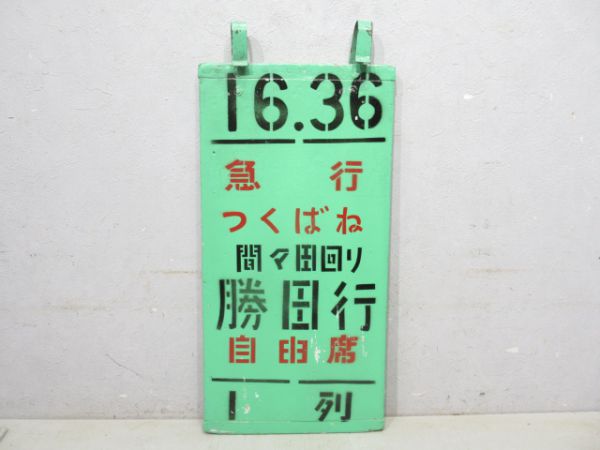 16.36
急行
つくばね
間々田回り
勝田行
自由席
1列